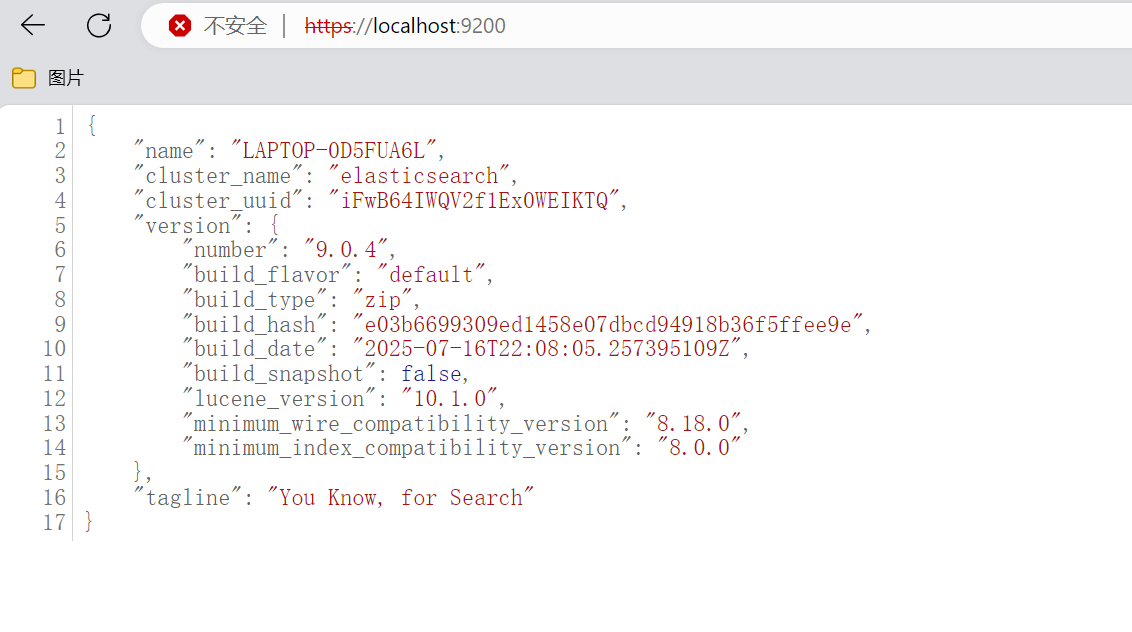 不安全 | https://localhost:9200
图片
1 {
2 "name": "LAPTOP-OD5FUA6L",
3 "cluster_name": "elasticsearch",
4 "cluster_uuid": "iFwB64IWQV2f1Ex0WEIKTQ",
5 "version": {
6 "number": "9.0.4",
7 "build_flavor": "default",
8 "build_type": "zip",
9 "build_hash": "e03b6699309ed1458e07dbcd94918b36f5ffee9e",
10 "build_date": "2025-07-16T22:08:05.257395109Z",
11 "build_snapshot": false,
12 "lucene_version": "10.1.0",
13 "minimum_wire_compatibility_version": "8.18.0",
14 "minimum_index_compatibility_version": "8.0.0"
15 },
16 "tagline": "You Know, for Search"
17 }